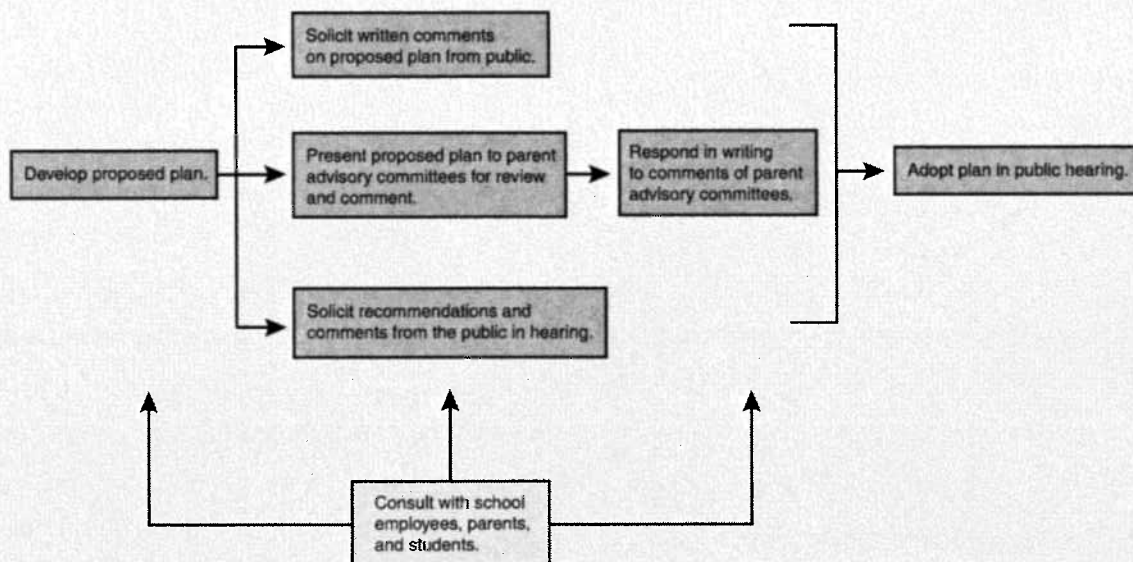 Solicit written comments
on proposed plan from public.
Develop proposed plan.
Present proposed plan to parent
advisory committees for review
and comment.
Respond in writing
to comments of parent
advisory committees.
Adopt plan in public hearing.
Solicit recommendations and
comments from the public in hearing.
Consult with school
employees, parents,
and students.